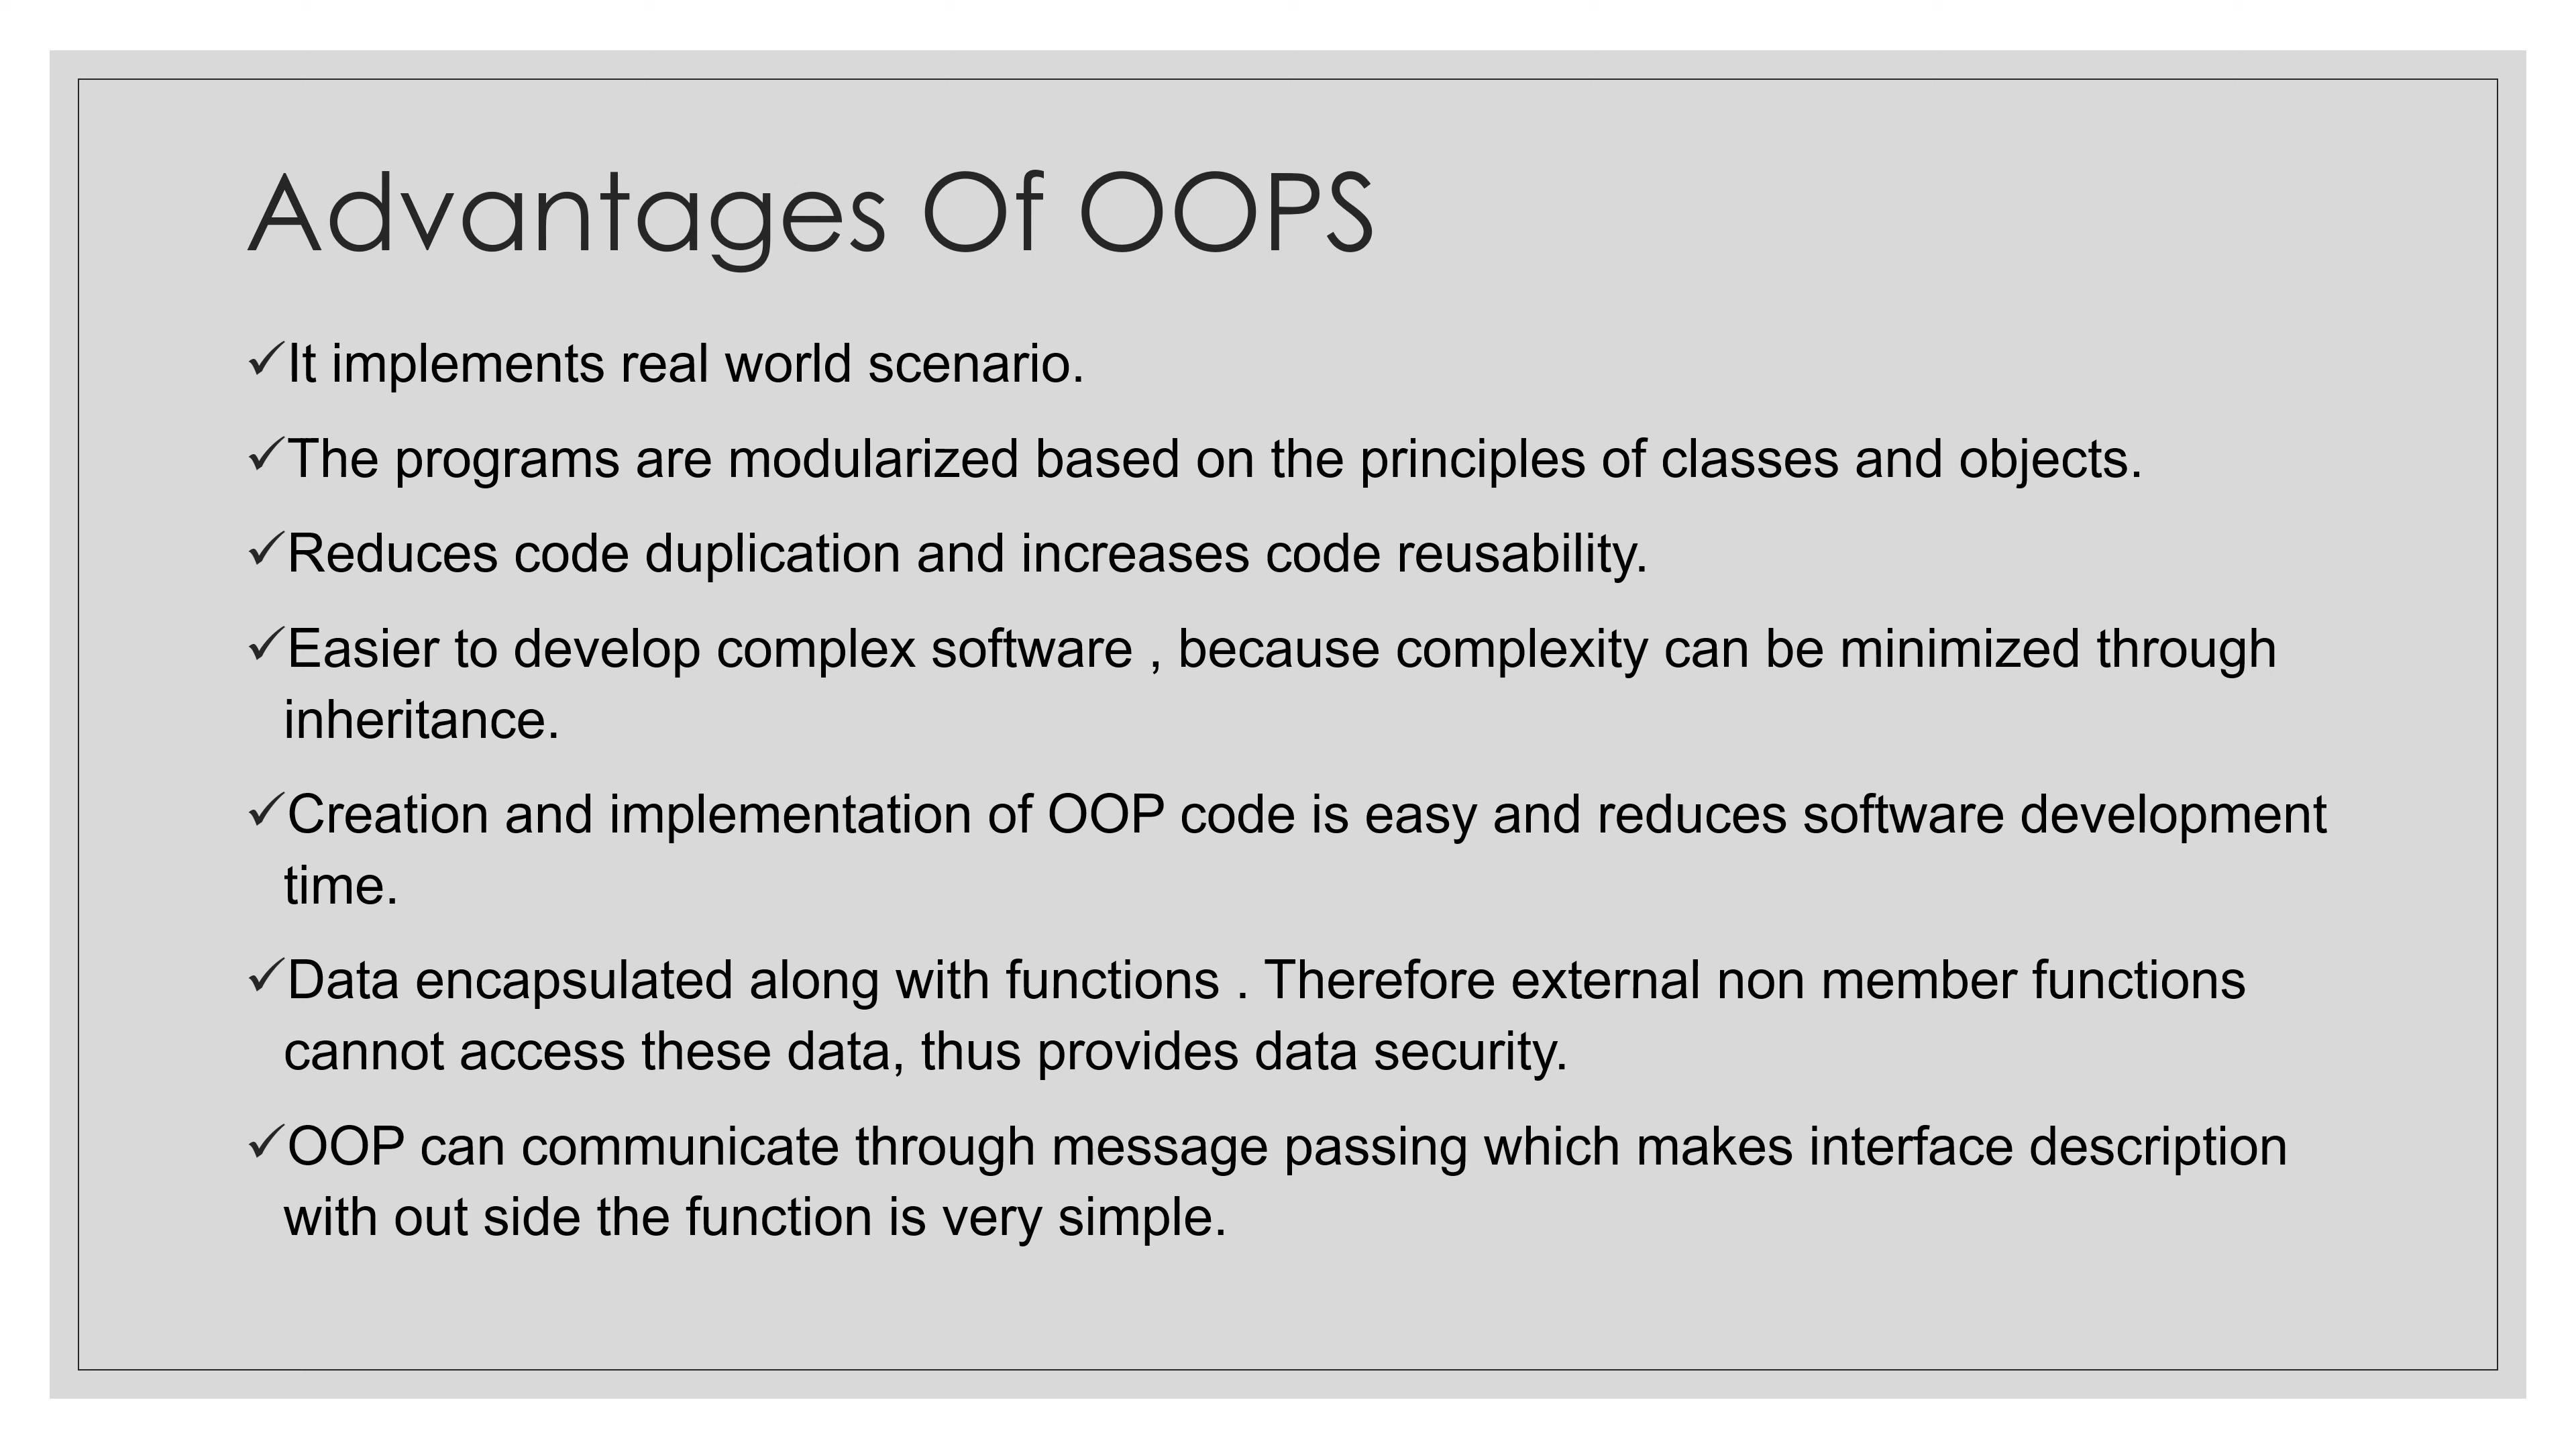 Advantages Of OOPS
✓It implements real world scenario.
✓The programs are modularized based on the principles of classes and objects.
✓Reduces code duplication and increases code reusability.
✓Easier to develop complex software , because complexity can be minimized through
inheritance.
✓Creation and implementation of OOP code is easy and reduces software development
time.
✓Data encapsulated along with functions . Therefore external non member functions
cannot access these data, thus provides data security.
✓OOP can communicate through message passing which makes interface description
with out side the function is very simple.